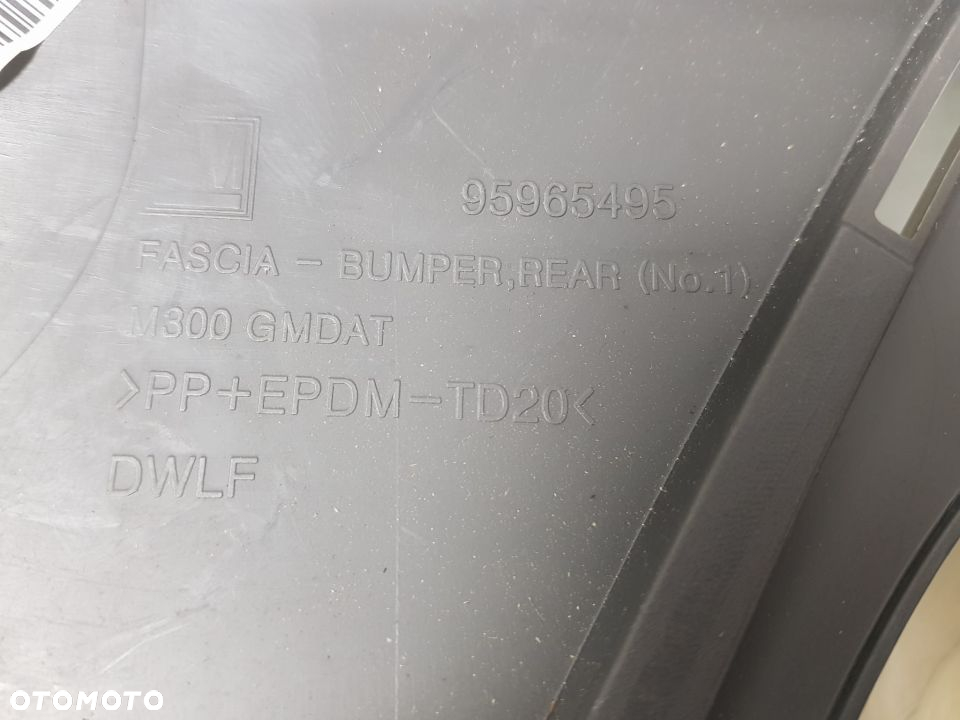 95965495
FASCIA - BUMPER,REAR (No.1)
M300 GMDAT
>PP+EPDM-TD20<
DWLF
OTOMOTO